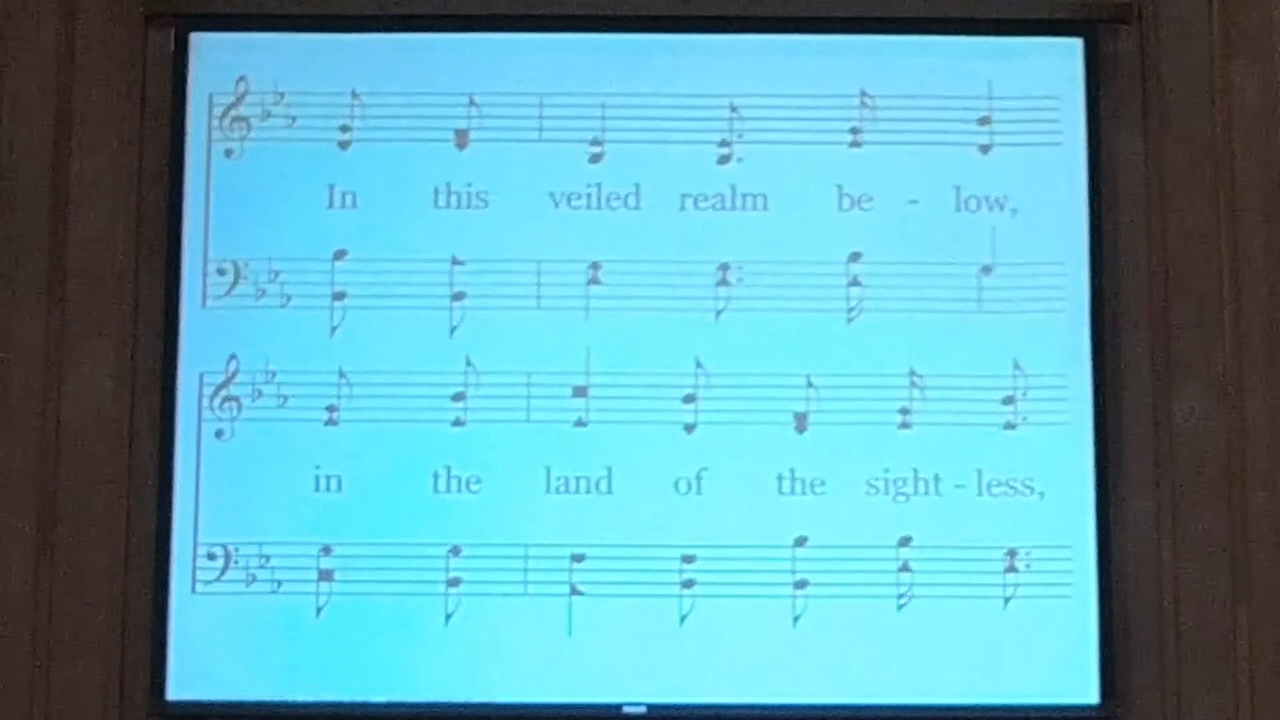 In this veiled realm be - low,
in the land of the sight - less,